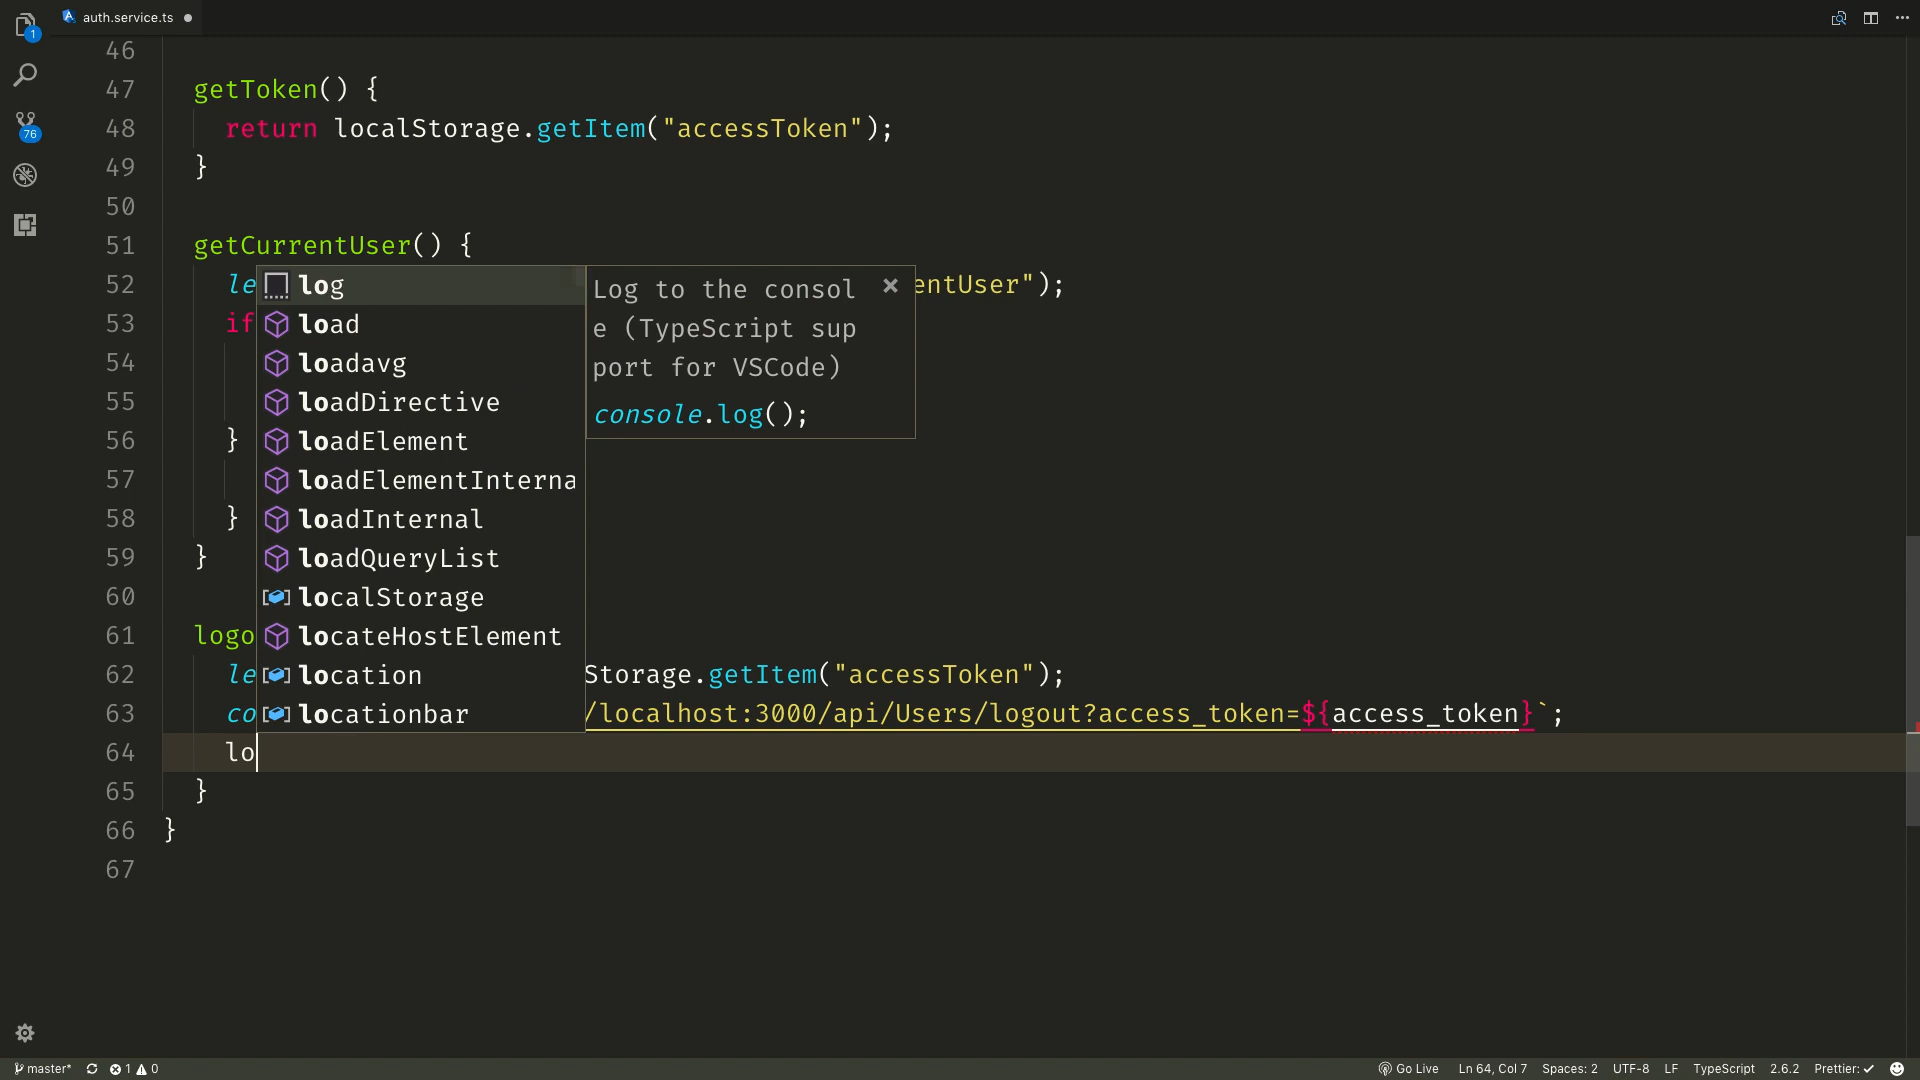 auth.service.ts
1
46
47 getToken() {
48 return localStorage.getItem("accessToken");
49 }
50
51 getCurrentUser() {
52 le entUser");
53 if
54
55
56 }
57
58 }
59 }
60
61 logo
62 le Storage.getItem("accessToken");
63 co /localhost:3000/api/Users/logout?access_token=${access_token}`;
64 lo
65 }
66 }
67
76
log
load
loadavg
loadDirective
loadElement
loadElementInterna
loadInternal
loadQueryList
localStorage
locateHostElement
location
locationbar
Log to the consol
e (TypeScript sup
port for VSCode)
console.log();
master* 1 0 Go Live Ln 64, Col 7 Spaces: 2 UTF-8 LF TypeScript 2.6.2 Prettier: ✓